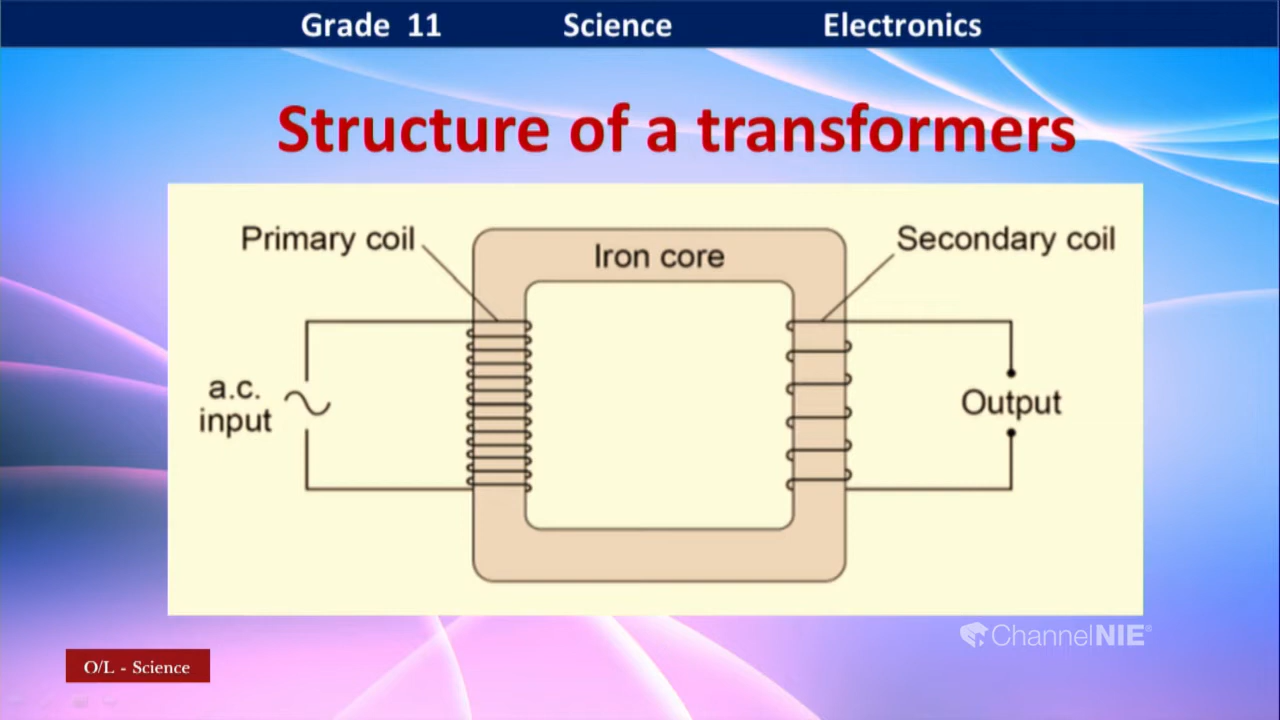 Grade 11 Science Electronics
Structure of a transformers
Primary coil
Iron core
Secondary coil
a.c.
input
Output
ChannelNIE®
O/L - Science